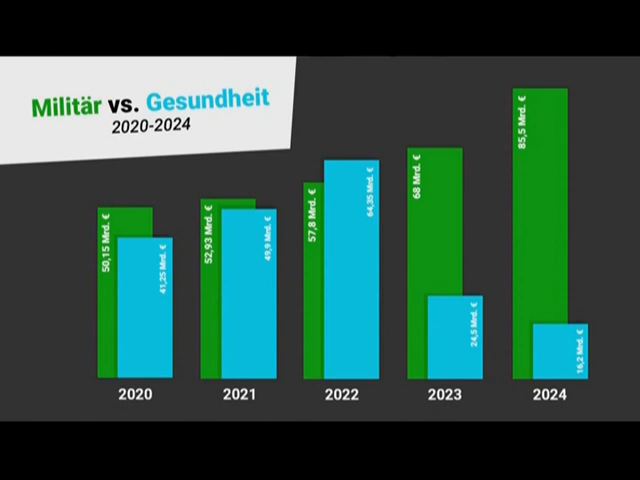 Militär vs. Gesundheit
2020-2024
50,15 Mrd. €
41,25 Mrd. €
52,93 Mrd. €
49,9 Mrd. €
57,8 Mrd. €
64,35 Mrd. €
68 Mrd. €
24,5 Mrd. €
85,5 Mrd. €
16,2 Mrd. €
2020
2021
2022
2023
2024